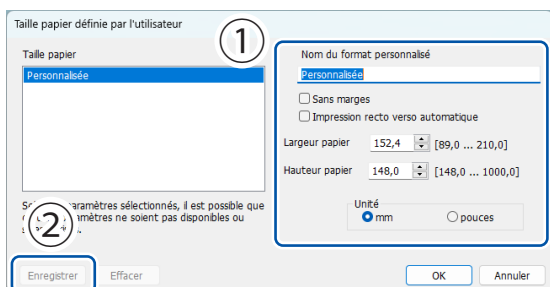 Taille papier définie par l'utilisateur
1
Taille papier
Personnalisée
Nom du format personnalisé
Personnalisée
Sans marges
Impression recto verso automatique
Largeur papier 152,4 [89,0 ... 210,0]
Hauteur papier 148,0 [148,0 ... 1000,0]
paramètres sélectionnés, il est possible que
ne soient pas disponibles ou
2
Unité
mm pouces
Enregistrer Effacer OK Annuler